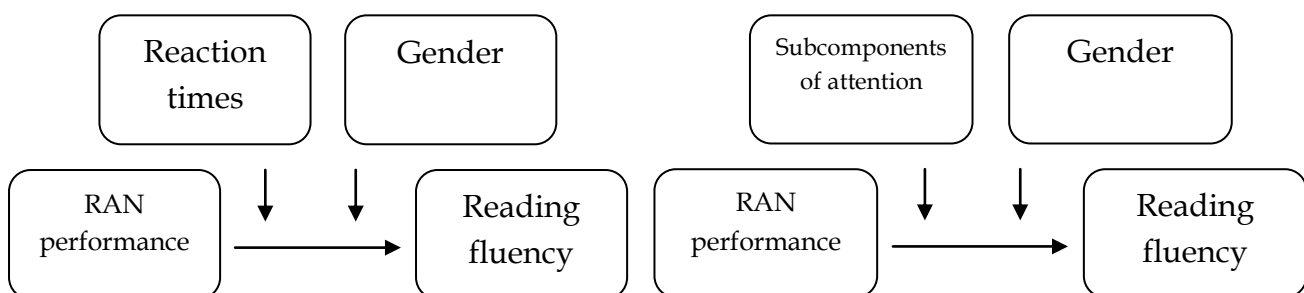 Reaction
times
Gender
RAN
performance
Reading
fluency
Subcomponents
of attention
Gender
RAN
performance
Reading
fluency